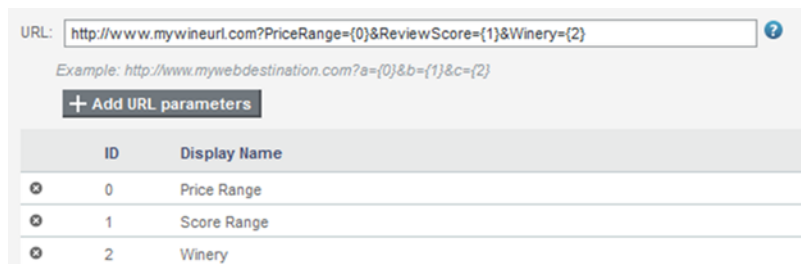 URL: http://www.mywineurl.com?PriceRange={0}&ReviewScore={1}&Winery={2} ?
Example: http://www.mywebdestination.com?a={0}&b={1}&c={2}
+ Add URL parameters
ID Display Name
0 Price Range
1 Score Range
2 Winery